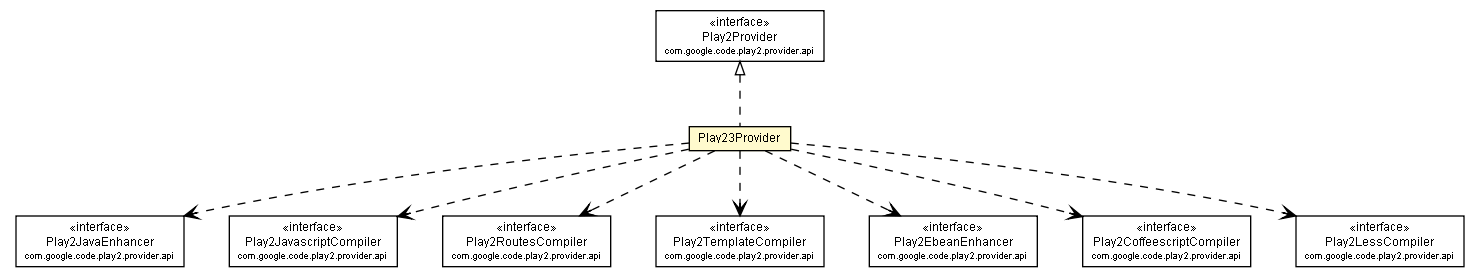 «interface»
Play2Provider
com.google.code.play2.provider.api
Play23Provider
«interface»
Play2JavaEnhancer
com.google.code.play2.provider.api
«interface»
Play2JavascriptCompiler
com.google.code.play2.provider.api
«interface»
Play2RoutesCompiler
com.google.code.play2.provider.api
«interface»
Play2TemplateCompiler
com.google.code.play2.provider.api
«interface»
Play2EbeanEnhancer
com.google.code.play2.provider.api
«interface»
Play2CoffeescriptCompiler
com.google.code.play2.provider.api
«interface»
Play2LessCompiler
com.google.code.play2.provider.api